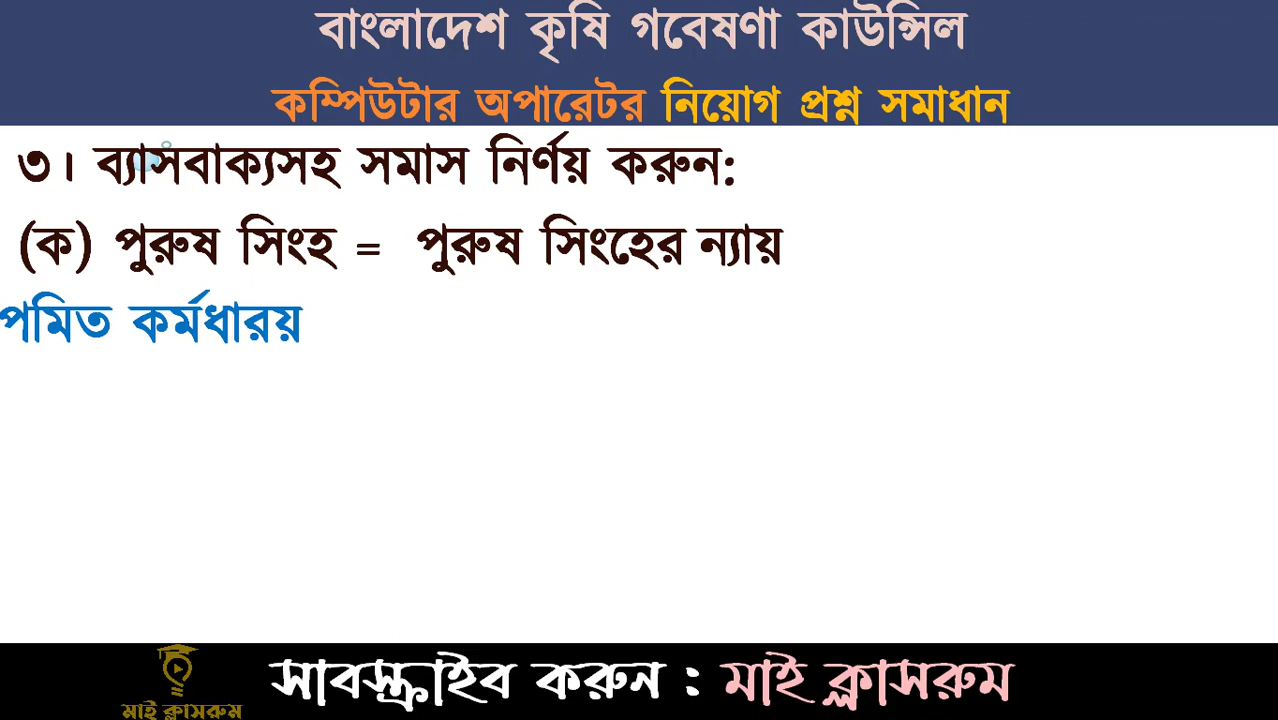 বাংলাদেশ কৃষি গবেষণা কাউন্সিল
কম্পিউটার অপারেটর নিয়োগ প্রশ্ন সমাধান
৩। ব্যাসবাক্যসহ সমাস নির্ণয় করুন:
(ক) পুরুষ সিংহ = পুরুষ সিংহের ন্যায়
পমিত কর্মধারয়
সাবস্ক্রাইব করুন : মাই ক্লাসরুম
মাই ক্লাসরুম